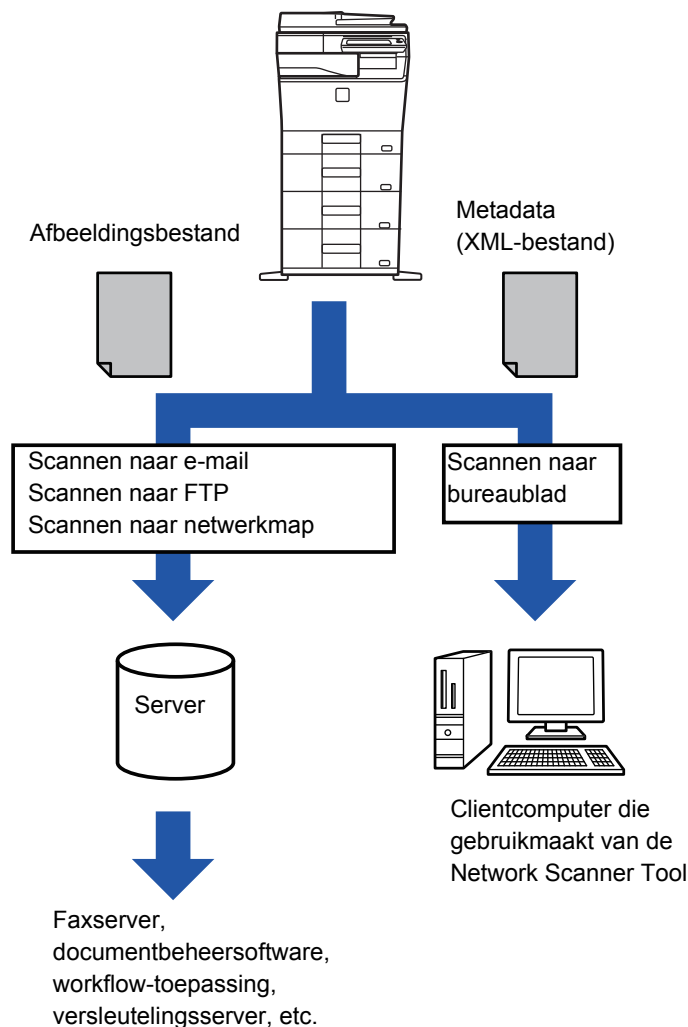 Afbeeldingsbestand
Metadata
(XML-bestand)
Scannen naar e-mail
Scannen naar FTP
Scannen naar netwerkmap
Scannen naar
bureaublad
Server
Clientcomputer die
gebruikmaakt van de
Network Scanner Tool
Faxserver,
documentbeheersoftware,
workflow-toepassing,
versleutelingsserver, etc.